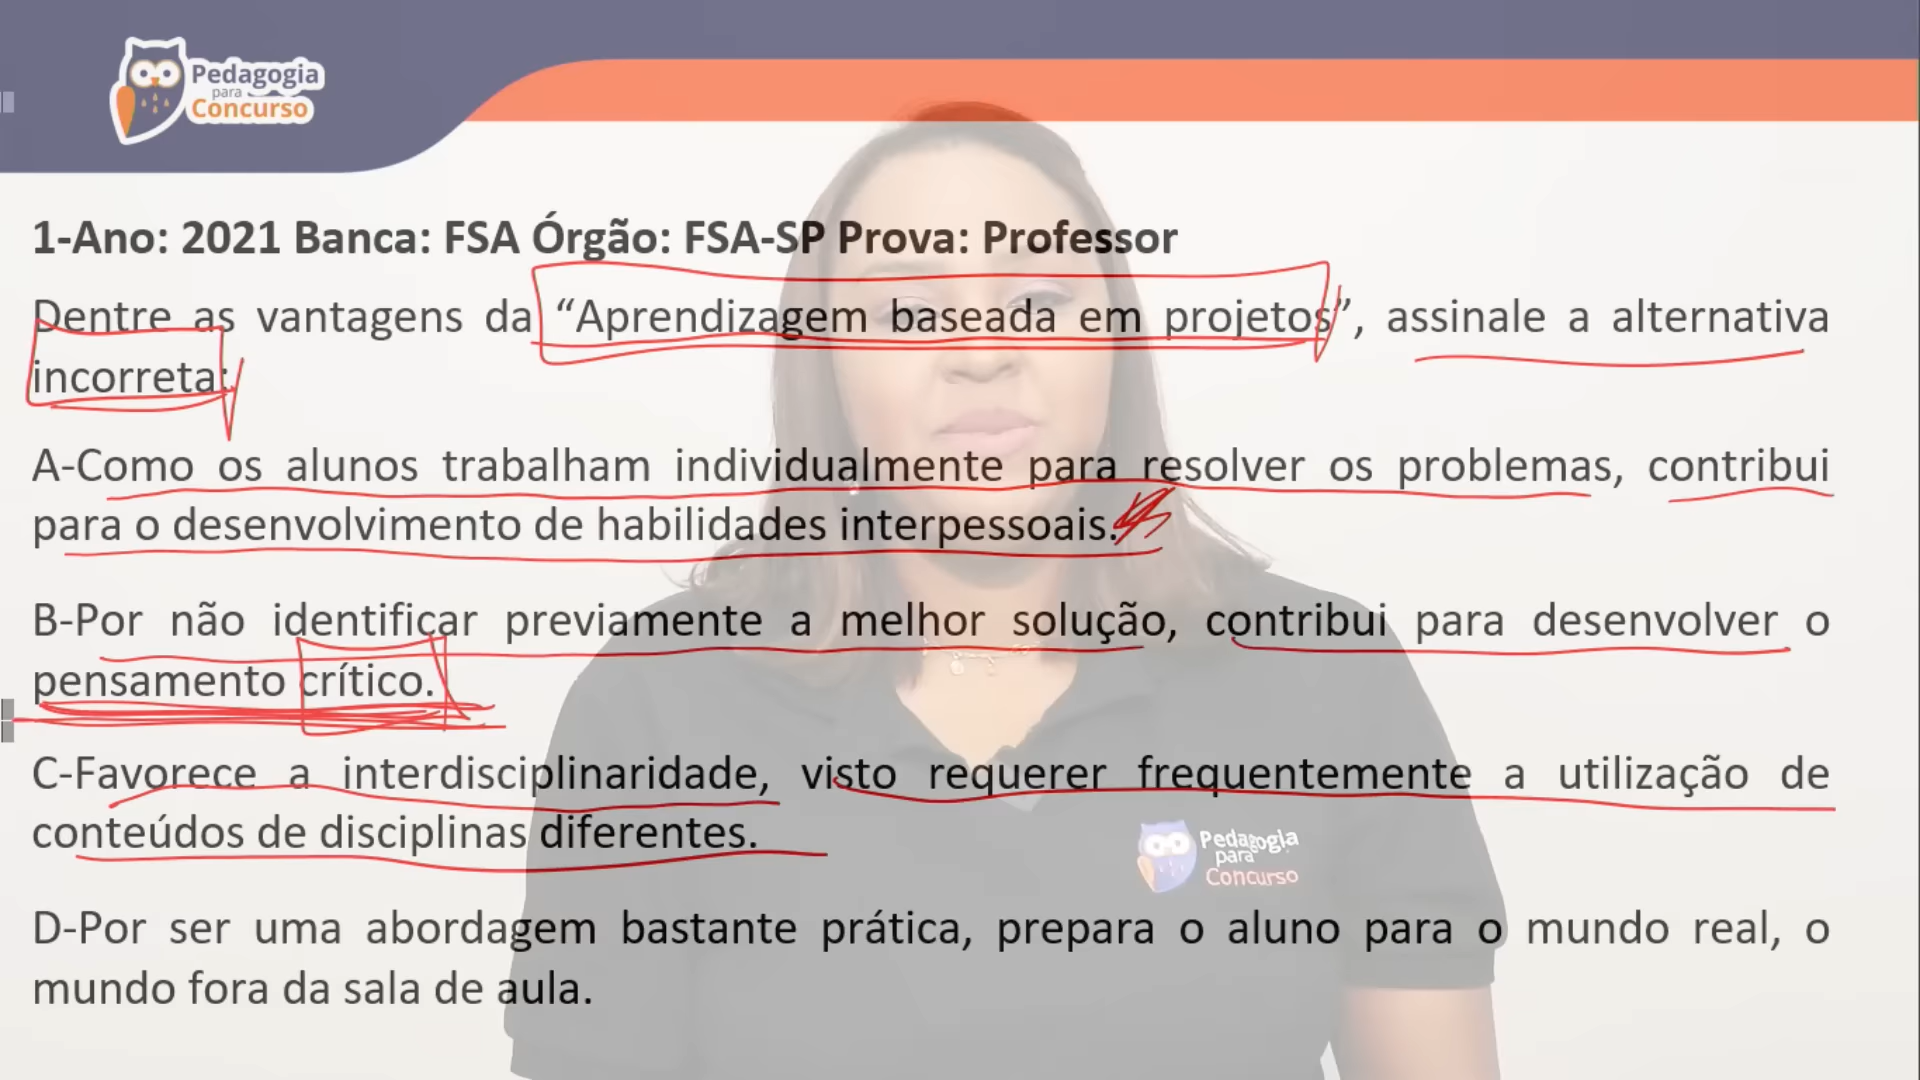 Pedagogia
para
Concurso
1-Ano: 2021 Banca: FSA Órgão: FSA-SP Prova: Professor
Dentre as vantagens da “Aprendizagem baseada em projetos”, assinale a alternativa
incorreta:
A-Como os alunos trabalham individualmente para resolver os problemas, contribui
para o desenvolvimento de habilidades interpessoais.
B-Por não identificar previamente a melhor solução, contribui para desenvolver o
pensamento crítico.
C-Favorece a interdisciplinaridade, visto requerer frequentemente a utilização de
conteúdos de disciplinas diferentes.
Pedagogia
para
Concurso
D-Por ser uma abordagem bastante prática, prepara o aluno para o mundo real, o
mundo fora da sala de aula.